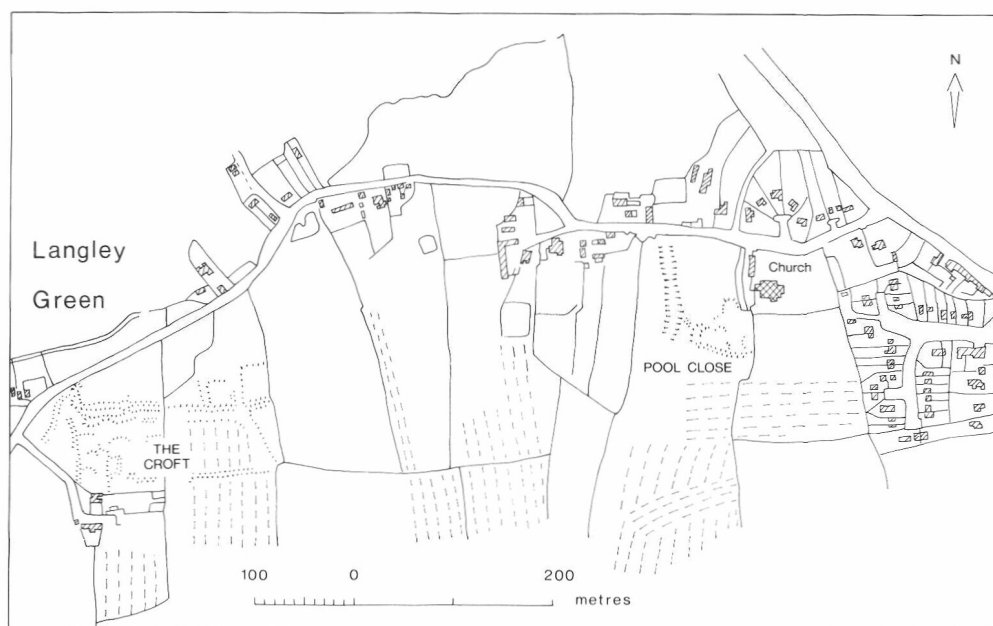 N
Langley
Green
Church
POOL CLOSE
THE
CROFT
100 0 200
metres